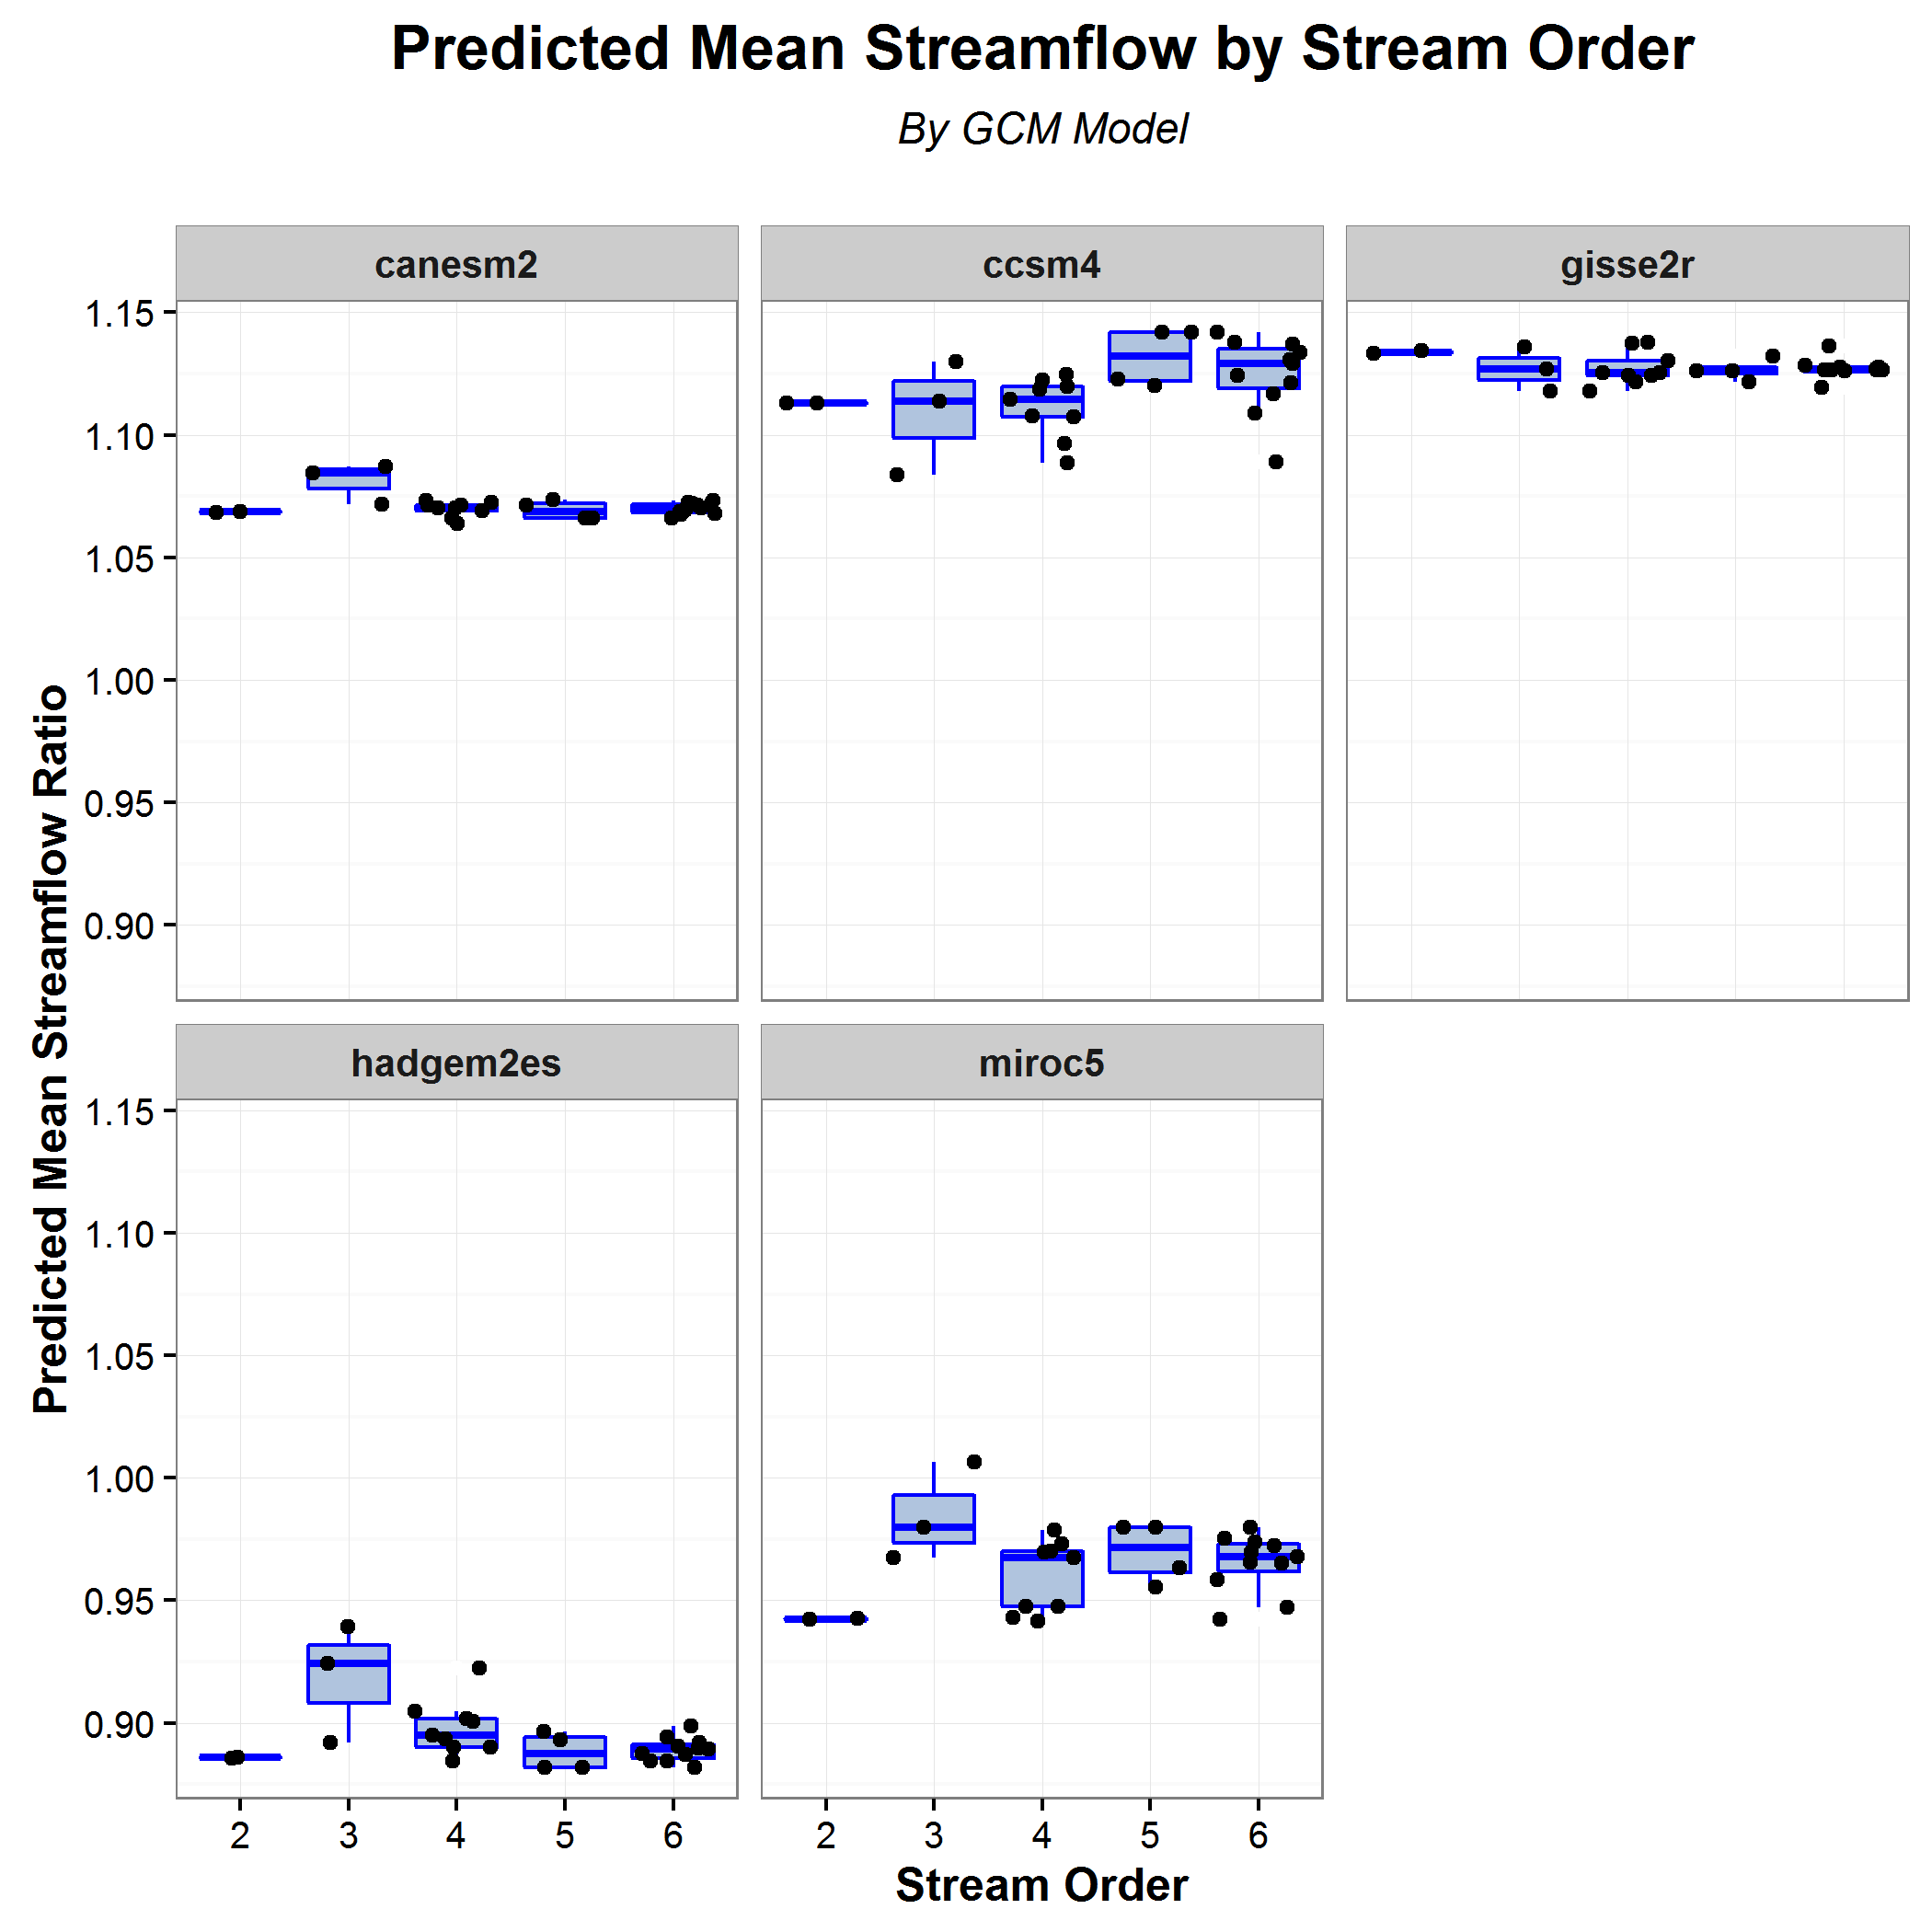 Predicted Mean Streamflow by Stream Order
By GCM Model
canesm2
ccsm4
gisse2r
1.15
1.10
1.05
1.00
0.95
0.90
Predicted Mean Streamflow Ratio
hadgem2es
miroc5
1.15
1.10
1.05
1.00
0.95
0.90
2 3 4 5 6
2 3 4 5 6
Stream Order